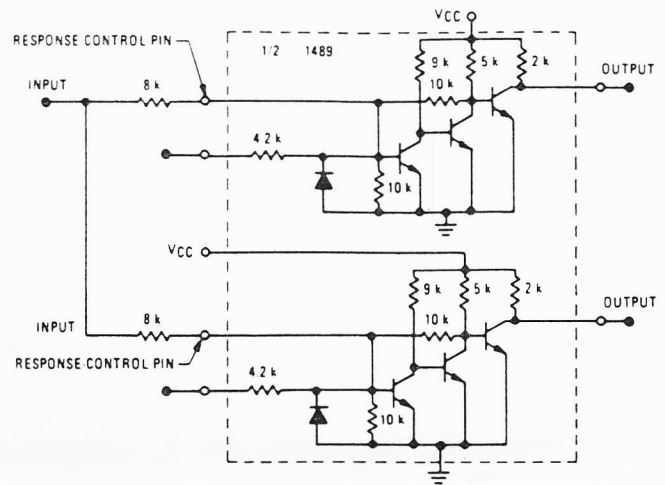 VCC
RESPONSE CONTROL PIN
1/2 1489
INPUT
8 k
9 k
5 k
2 k
10 k
OUTPUT
4.2 k
10 k
VCC
9 k
5 k
2 k
INPUT
8 k
10 k
OUTPUT
RESPONSE CONTROL PIN
4.2 k
10 k